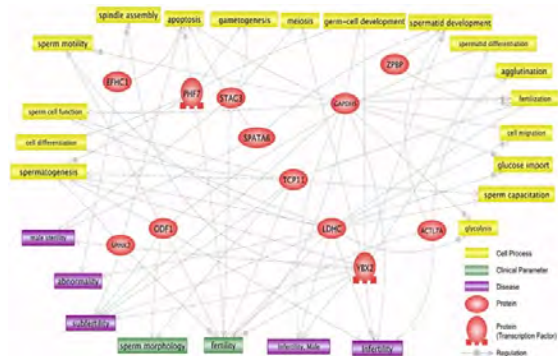 spindle assembly
apoptosis
gametogenesis
meiosis
germ-cell development
spermatid development
sperm motility
spermatid differentiation
ZPBP
EFHC1
PHF7
STAG3
GAPDHS
agglutination
fertilization
sperm cell function
cell differentiation
SPATA6
cell migration
spermatogenesis
TCP11
glucose import
sperm capacitation
ODF1
LDHC
ACTL7A
glycolysis
male sterility
abnormality
YBX2
subfertility
sperm morphology
fertility
Infertility, Male
infertility
Cell Process
Clinical Parameter
Disease
Protein
Protein
(Transcription Factor)
Regulation